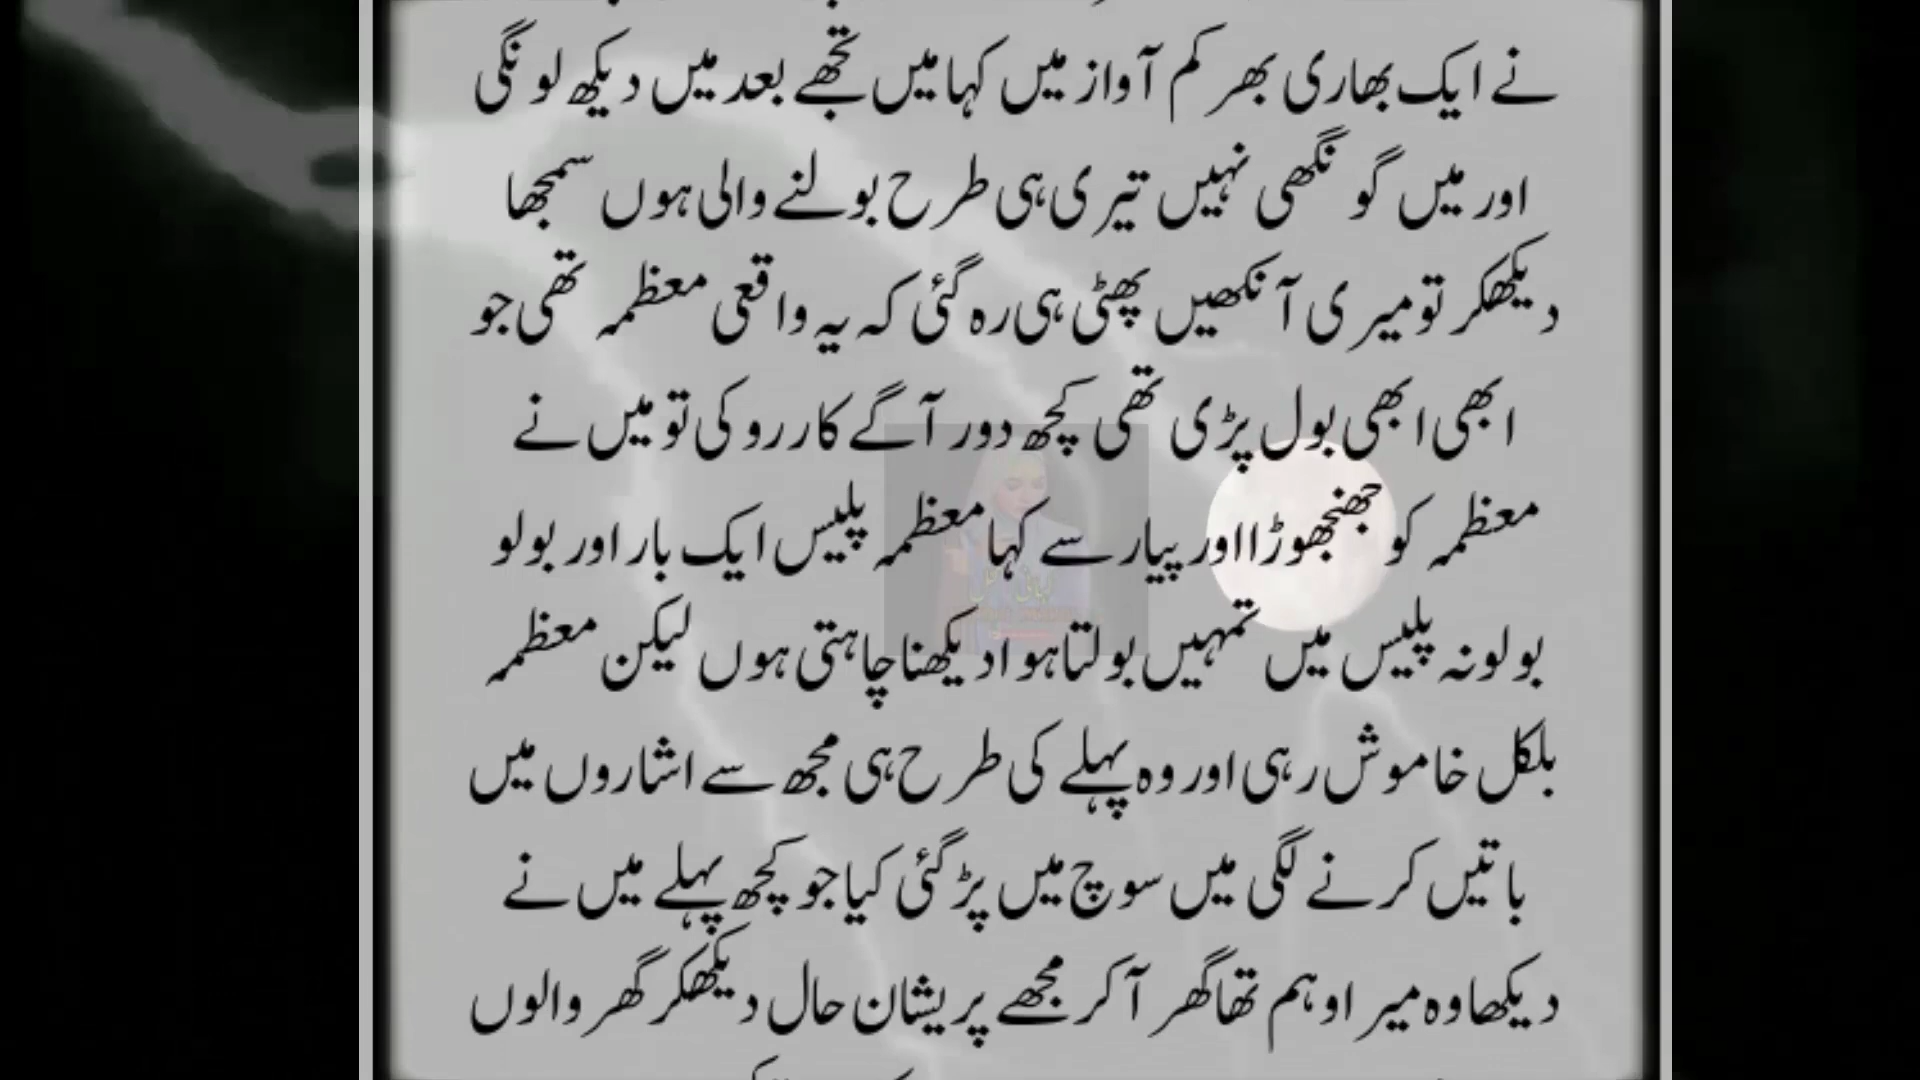 نے ایک بھاری بھر کم آواز میں کہا میں تجھے بعد میں دیکھ لونگی
اور میں گونگھی نہیں تیری ہی طرح بولنے والی ہوں سمجھا
دیکھکر تو میری آنکھیں پھٹی ہی رہ گئی کہ یہ واقعی معظمہ تھی جو
ابھی ابھی بول پڑی تھی کچھ دور آگے کار روکی تو میں نے
معظمہ کو جھنجھوڑا اور پیار سے کہا معظمہ پلیس ایک بار اور بولو
بولو نہ پلیس میں تمہیں بولتا ہوا دیکھنا چاہتی ہوں لیکن معظمہ
بلکل خاموش رہی اور وہ پہلے کی طرح ہی مجھ سے اشاروں میں
باتیں کرنے لگی میں سوچ میں پڑ گئی کیا جو کچھ پہلے میں نے
دیکھا وہ میر اوہم تھا گھر آکر مجھے پریشان حال دیکھکر گھر والوں